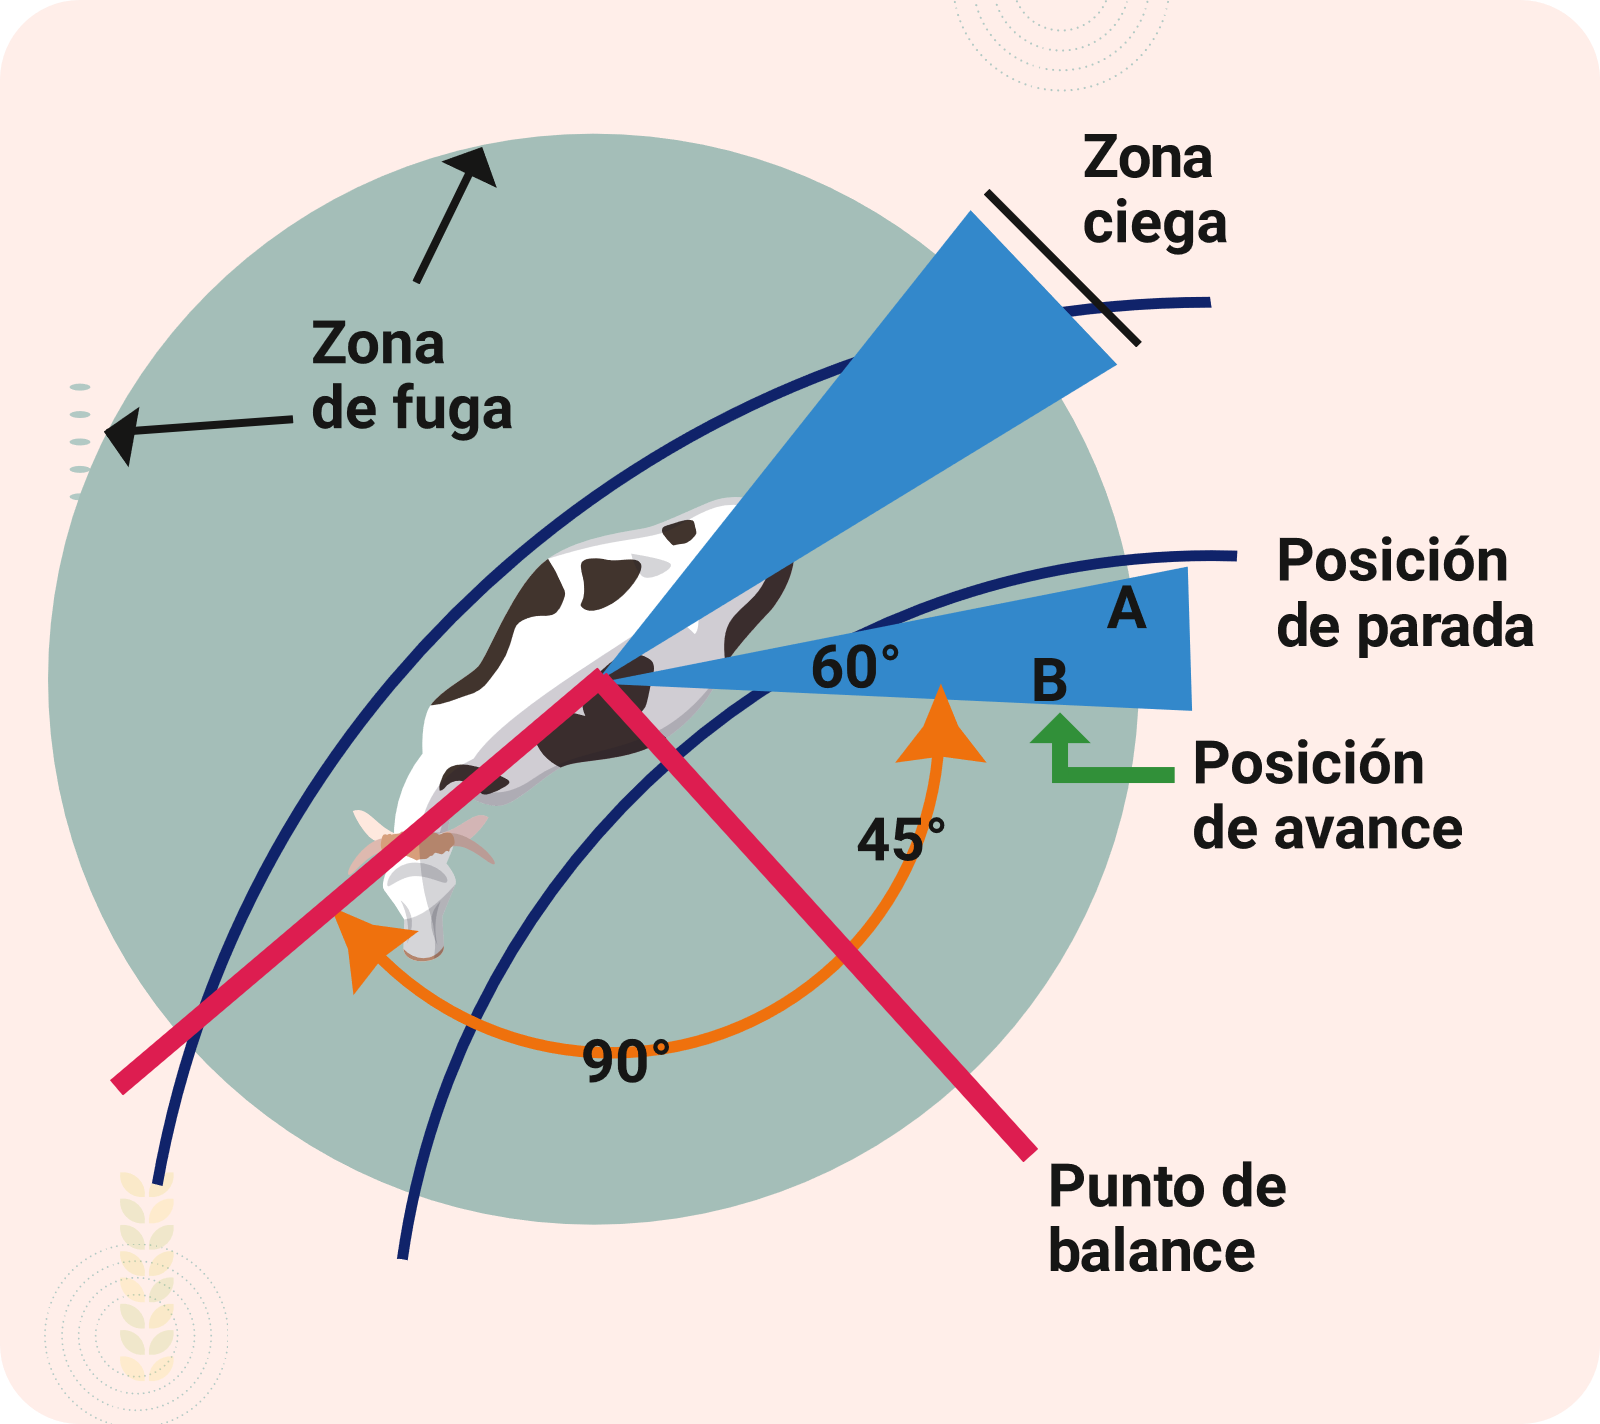 Zona
ciega
Zona
de fuga
Posición
de parada
A
60°
B
Posición
de avance
45°
90°
Punto de
balance